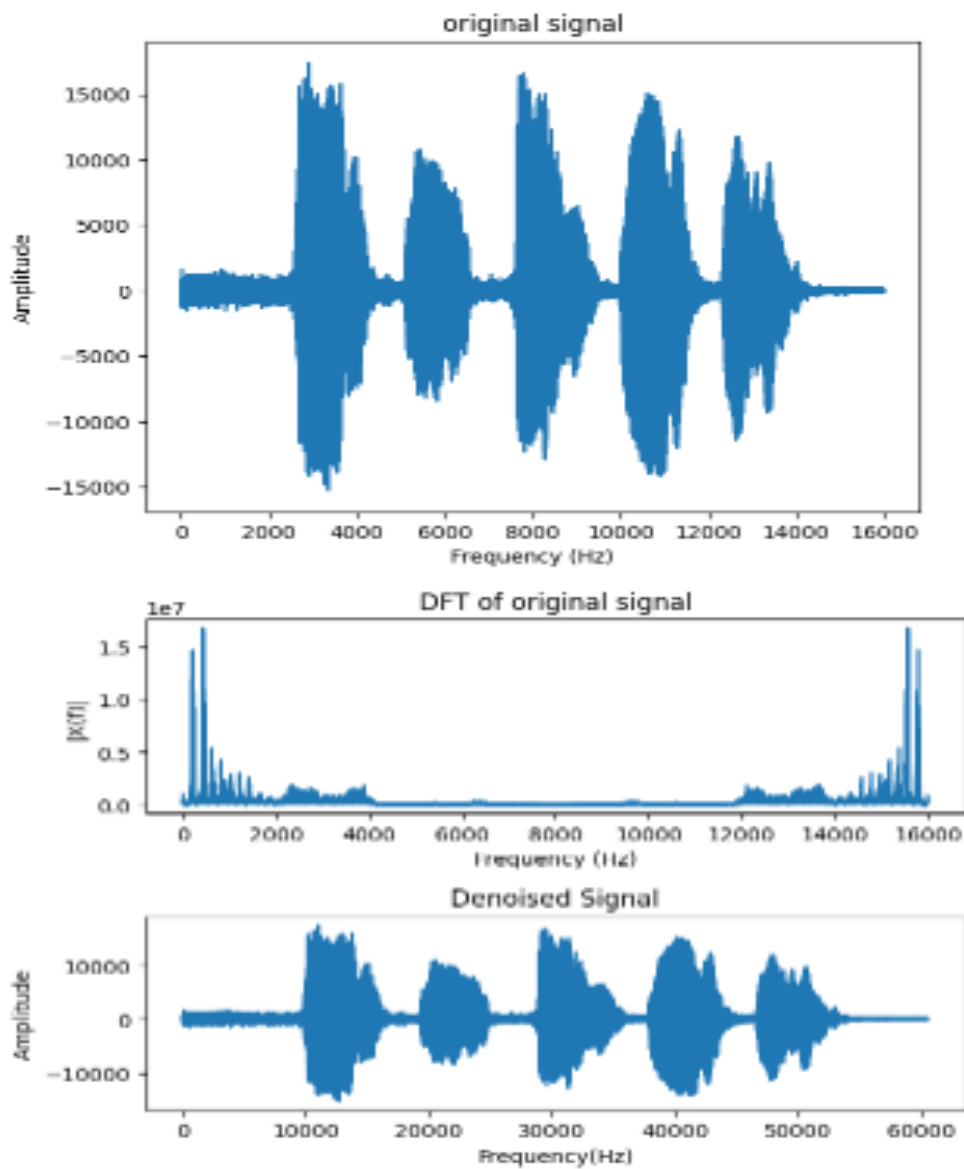 original signal
15000
10000
5000
0
−5000
−10000
−15000
Amplitude
0 2000 4000 6000 8000 10000 12000 14000 16000
Frequency (Hz)
DFT of original signal
1e7
1.5
1.0
0.5
0.0
|X(f)|
0 2000 4000 6000 8000 10000 12000 14000 16000
Frequency (Hz)
Denoised Signal
10000
0
−10000
Amplitude
0 10000 20000 30000 40000 50000 60000
Frequency(Hz)